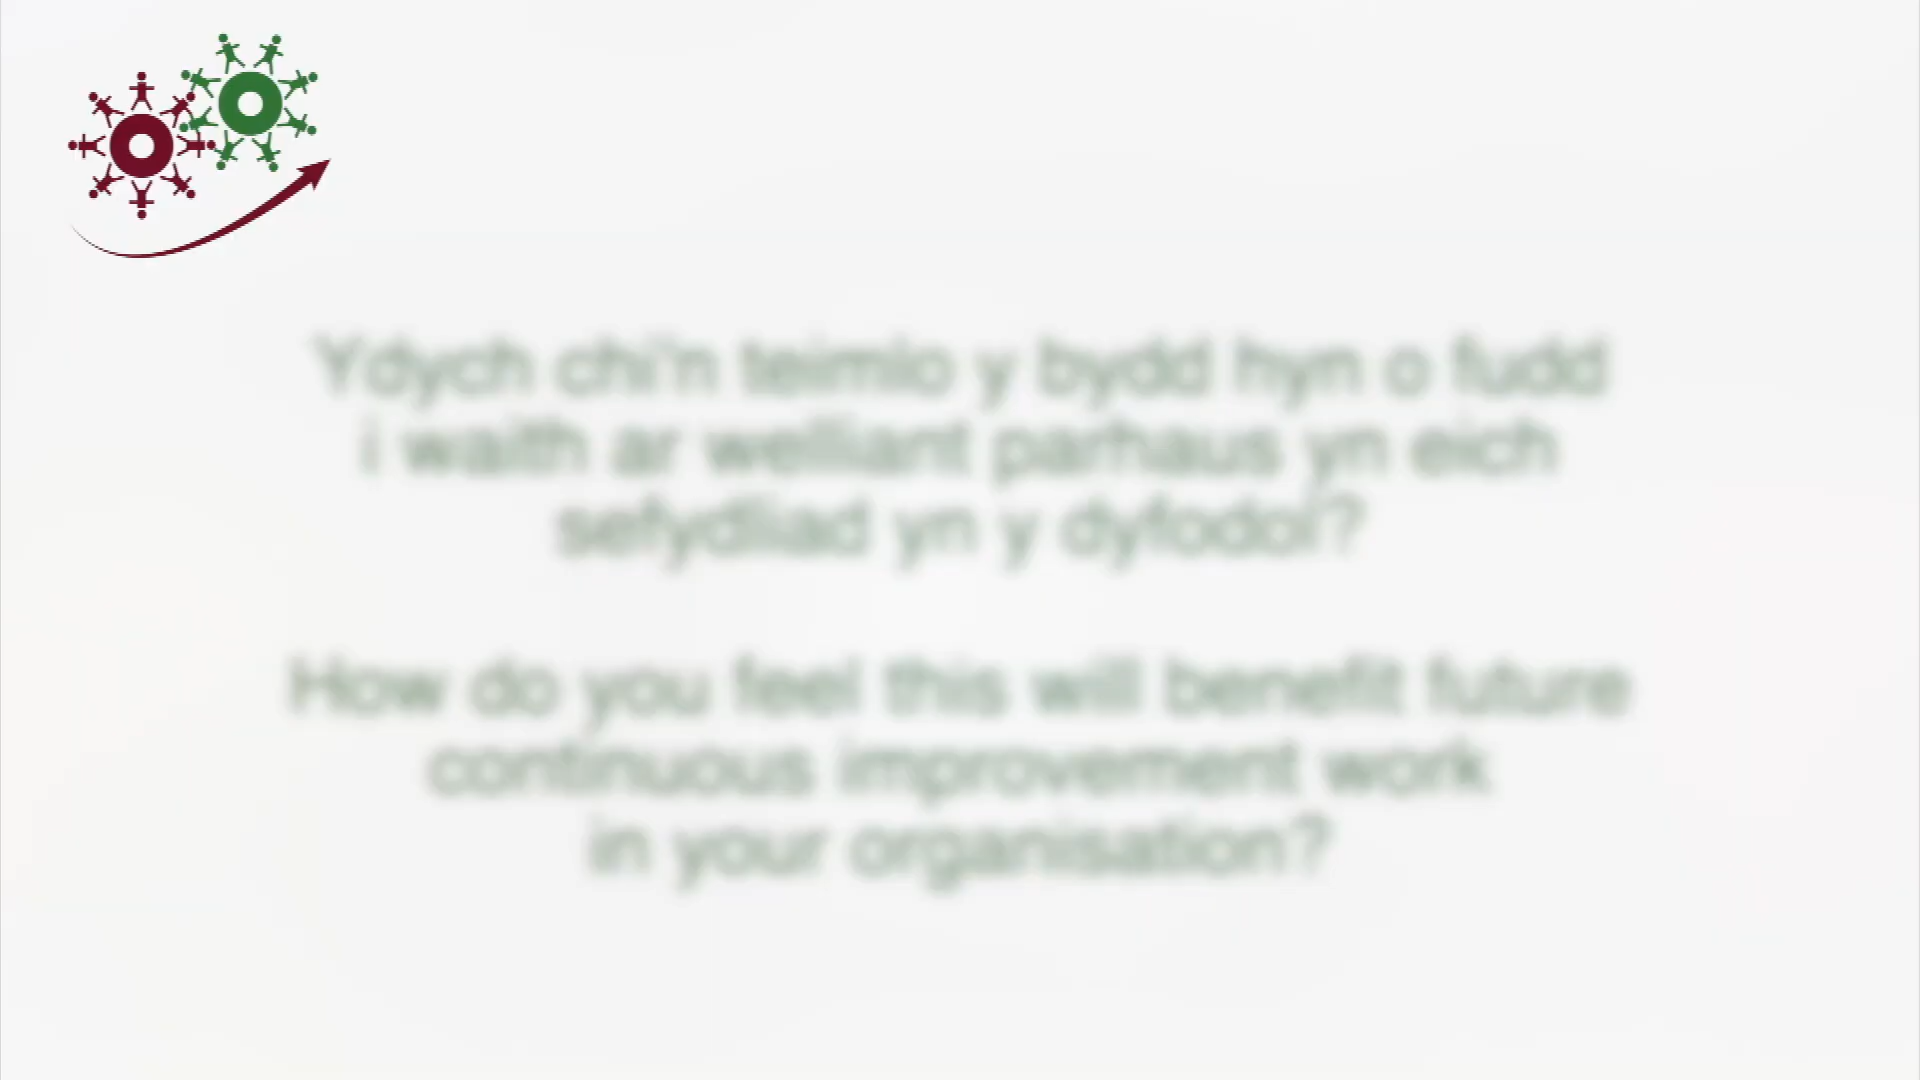 Ydych chi'n teimlo y bydd hyn o fudd
i waith ar welliant parhaus yn eich
sefydliad yn y dyfodol?
How do you feel this will benefit future
continuous improvement work
in your organisation?